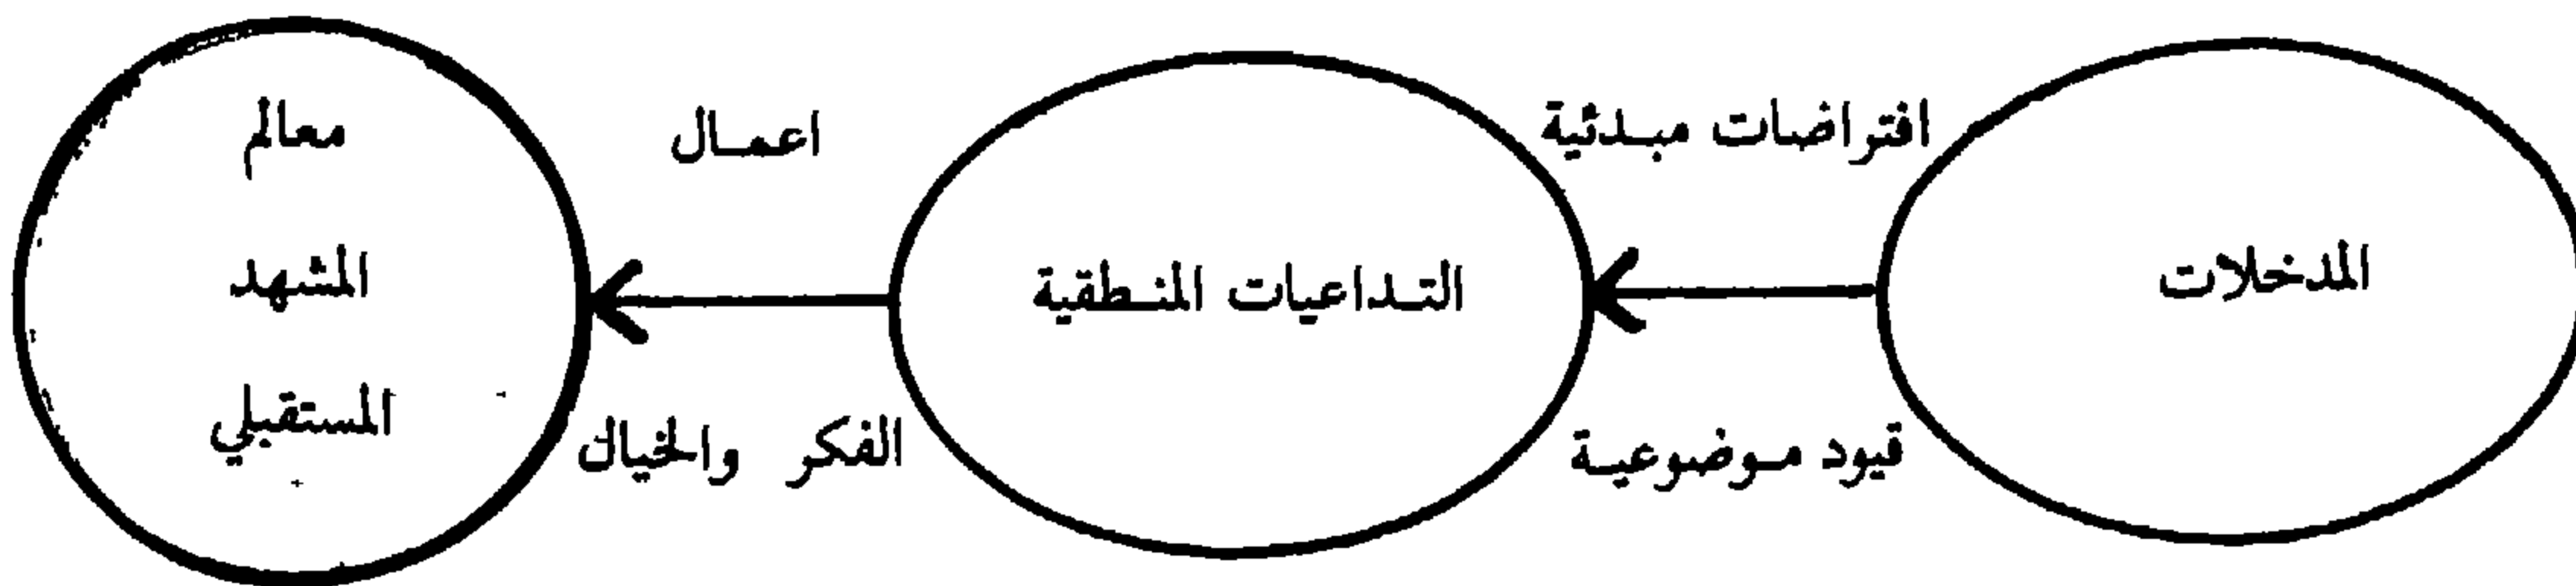 المدخلات
افتراضات مبدئية
قيود موضوعية
التداعيات المنطقية
اعمال
الفكر والخيال
معالم
المشهد
المستقبلي